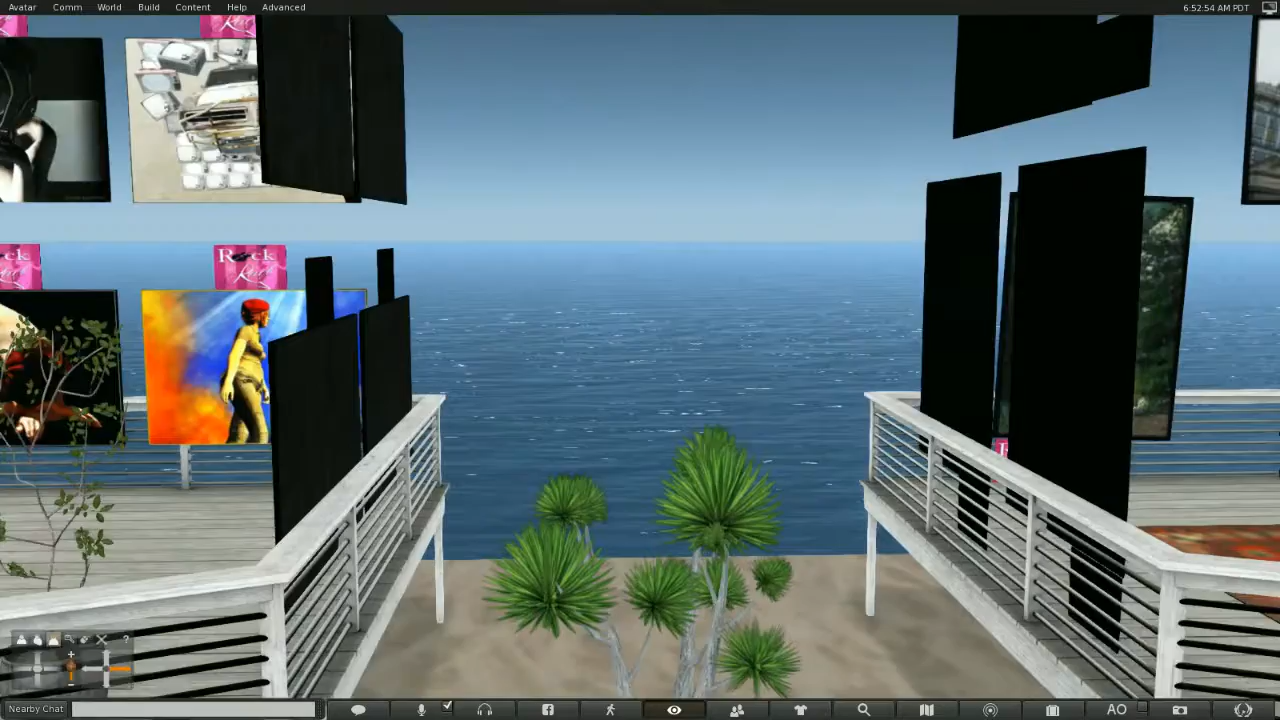 Avatar Comm World Build Content Help Advanced 6:52:54 AM PDT
Rock
?
Nearby Chat
AO